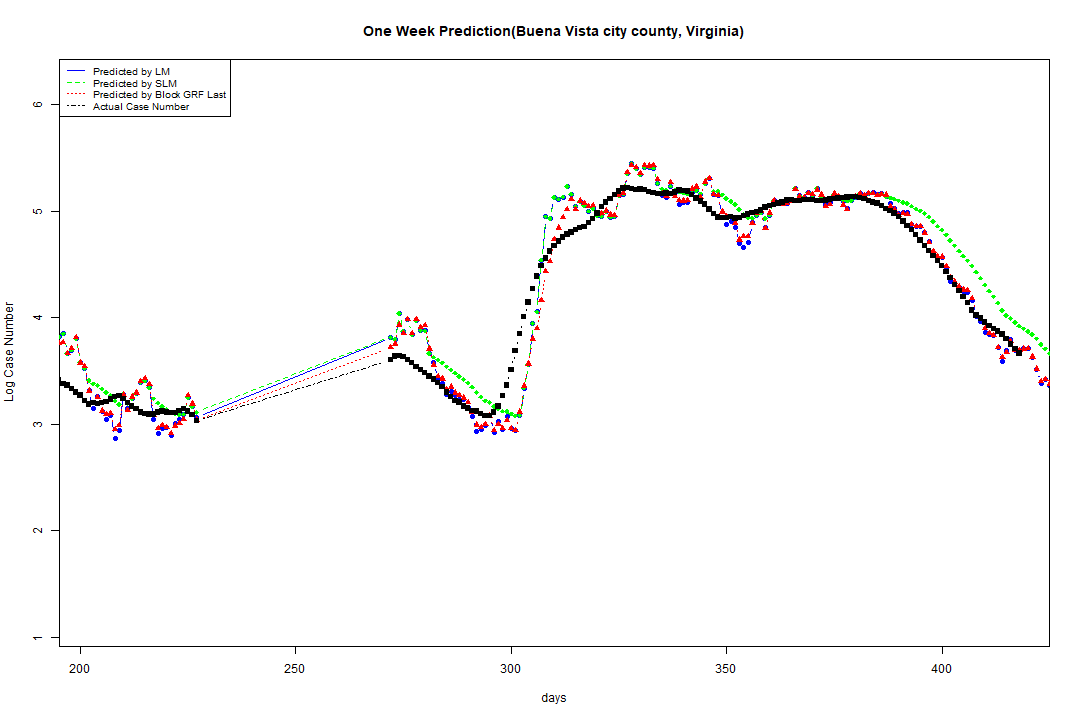 One Week Prediction(Buena Vista city county, Virginia)
Predicted by LM
Predicted by SLM
Predicted by Block GRF Last
Actual Case Number
Log Case Number
6
5
4
3
2
1
200 250 300 350 400
days